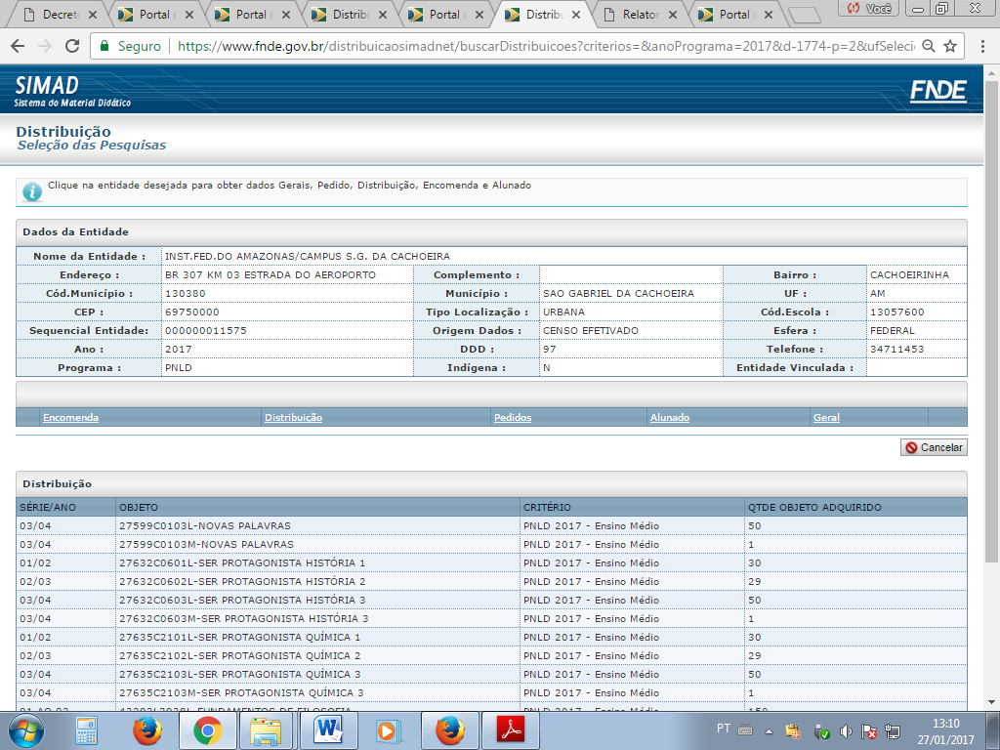 Decreto
Portal d
Portal d
Distribu
Portal d
Distribu
Relator
Portal d
Você
Seguro
https://www.fnde.gov.br/distribuicaosimadnet/buscarDistribuicoes?criterios=&anoPrograma=2017&d-1774-p=2&ufSeleci
SIMAD
Sistema do Material Didático
FNDE
Distribuição
Seleção das Pesquisas
Clique na entidade desejada para obter dados Gerais, Pedido, Distribuição, Encomenda e Alunado
Dados da Entidade
Nome da Entidade : INST.FED.DO AMAZONAS/CAMPUS S.G. DA CACHOEIRA
Endereço : BR 307 KM 03 ESTRADA DO AEROPORTO Complemento : Bairro : CACHOEIRINHA
Cód.Município : 130380 Município : SAO GABRIEL DA CACHOEIRA UF : AM
CEP : 69750000 Tipo Localização : URBANA Cód.Escola : 13057600
Sequencial Entidade: 000000011575 Origem Dados : CENSO EFETIVADO Esfera : FEDERAL
Ano : 2017 DDD : 97 Telefone : 34711453
Programa : PNLD Indígena : N Entidade Vinculada :
Encomenda Distribuição Pedidos Alunado Geral
Cancelar
Distribuição
SÉRIE/ANO OBJETO CRITÉRIO QTDE OBJETO ADQUIRIDO
03/04 27599C0103L-NOVAS PALAVRAS PNLD 2017 - Ensino Médio 50
03/04 27599C0103M-NOVAS PALAVRAS PNLD 2017 - Ensino Médio 1
01/02 27632C0601L-SER PROTAGONISTA HISTÓRIA 1 PNLD 2017 - Ensino Médio 30
02/03 27632C0602L-SER PROTAGONISTA HISTÓRIA 2 PNLD 2017 - Ensino Médio 29
03/04 27632C0603L-SER PROTAGONISTA HISTÓRIA 3 PNLD 2017 - Ensino Médio 50
03/04 27632C0603M-SER PROTAGONISTA HISTÓRIA 3 PNLD 2017 - Ensino Médio 1
01/02 27635C2101L-SER PROTAGONISTA QUÍMICA 1 PNLD 2017 - Ensino Médio 30
02/03 27635C2102L-SER PROTAGONISTA QUÍMICA 2 PNLD 2017 - Ensino Médio 29
03/04 27635C2103L-SER PROTAGONISTA QUÍMICA 3 PNLD 2017 - Ensino Médio 50
03/04 27635C2103M-SER PROTAGONISTA QUÍMICA 3 PNLD 2017 - Ensino Médio 1
FUNDAMENTOS DE FILOSOFIA PNLD 2017 - Ensino Médio 150
PT
13:10
27/01/2017